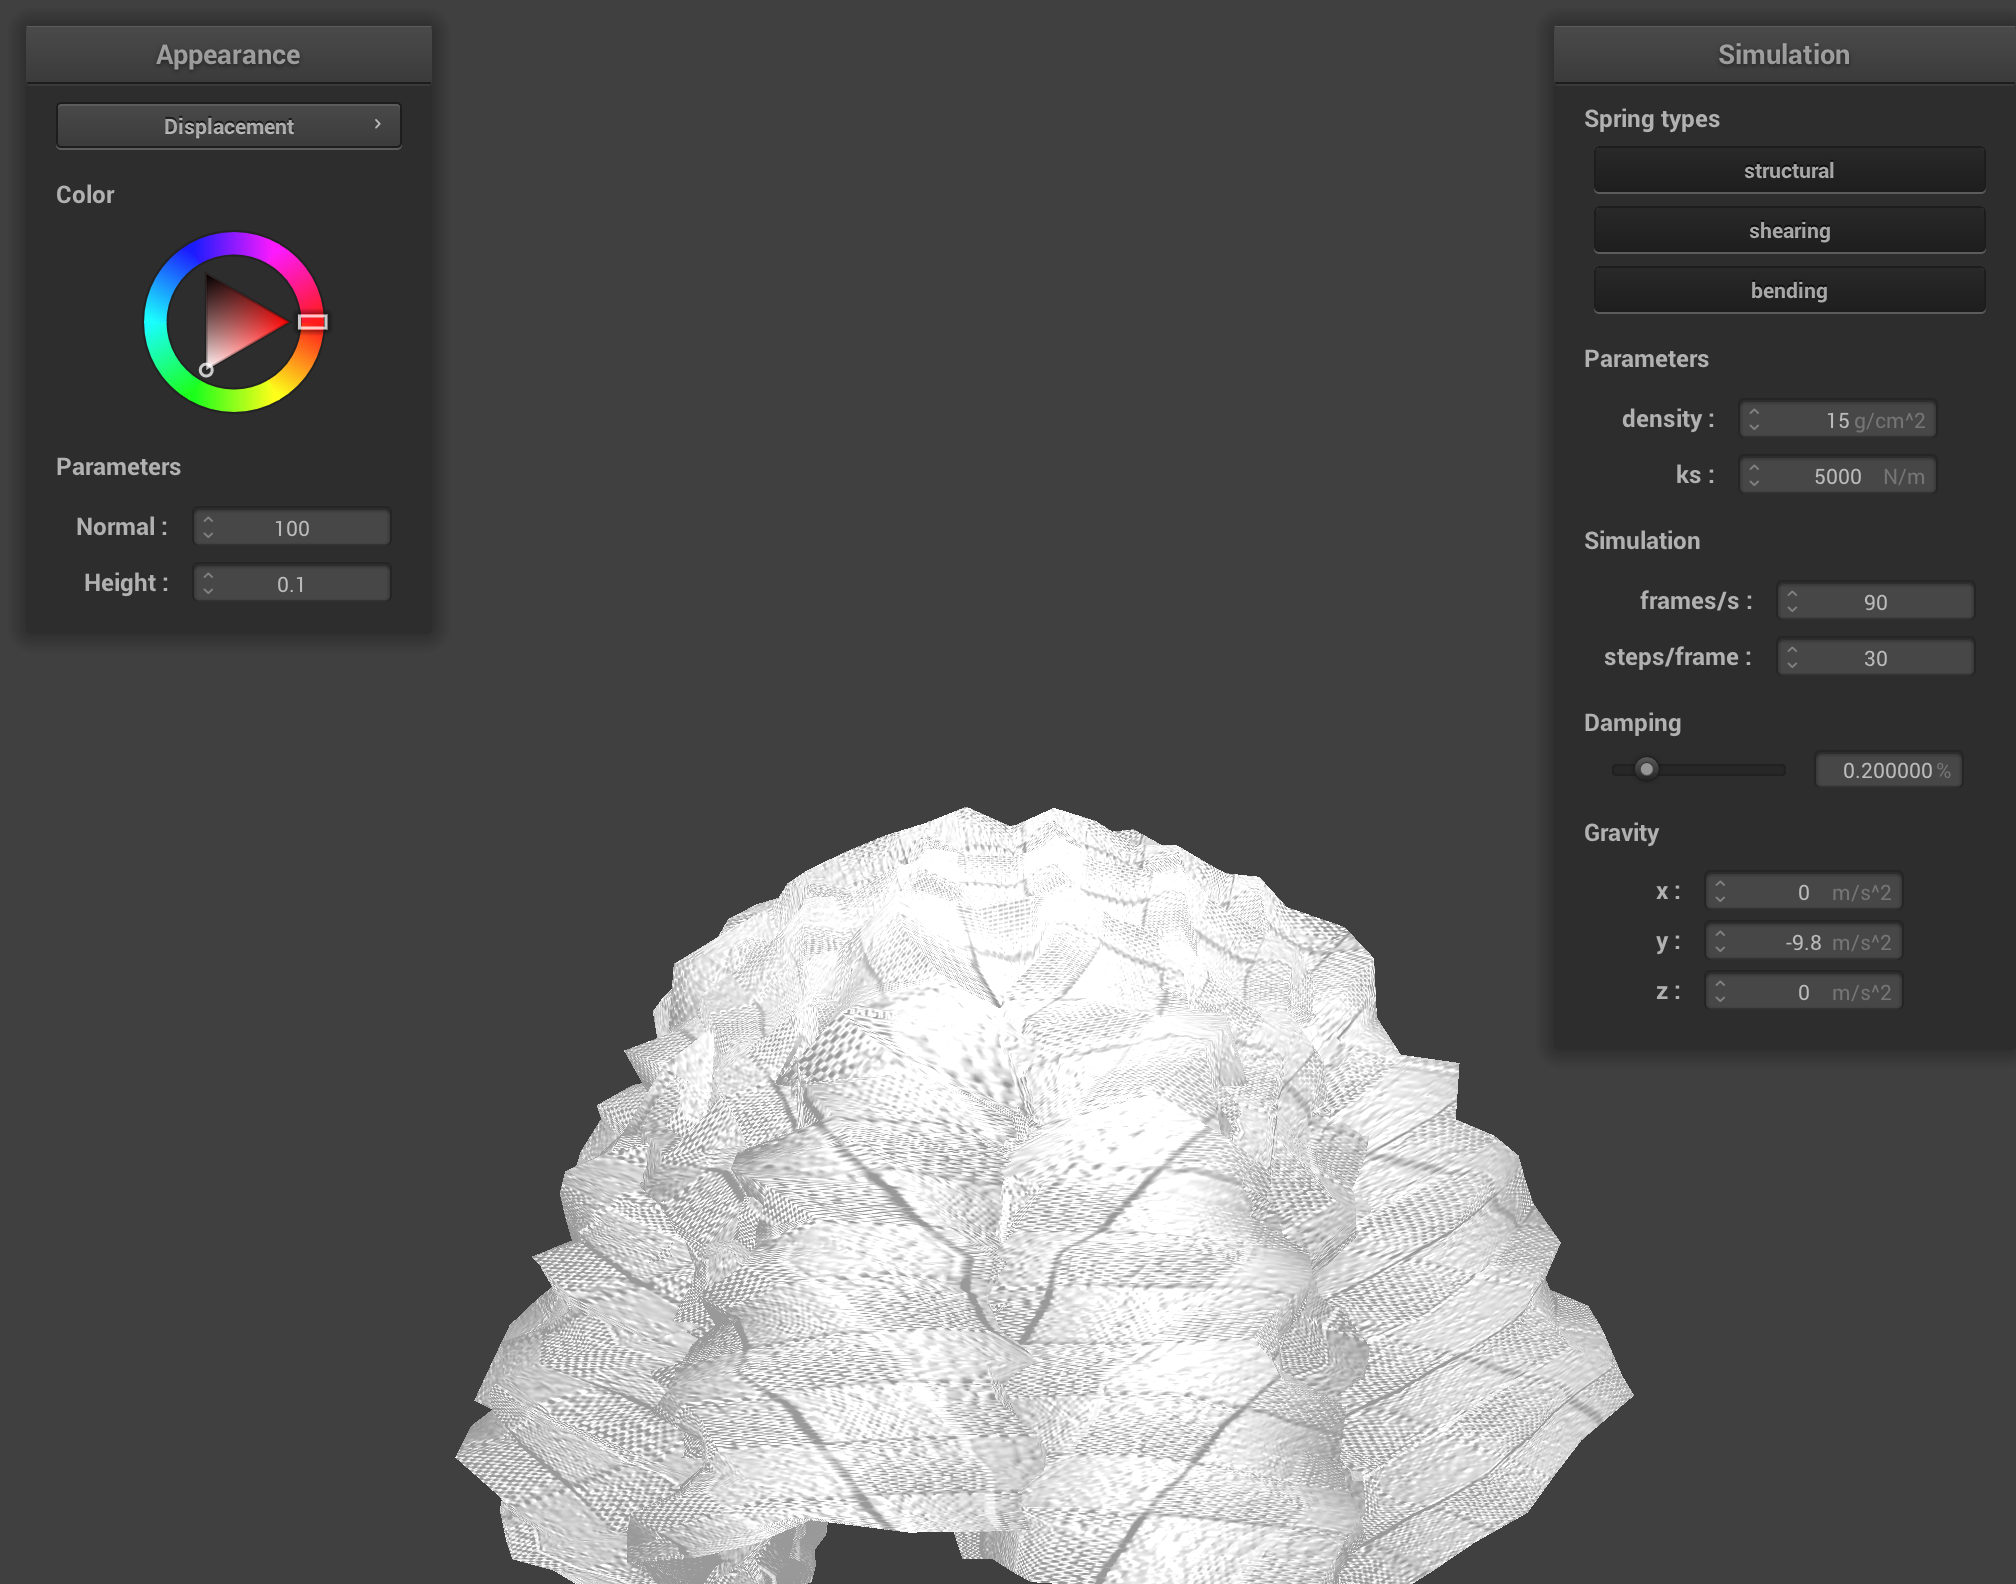 Appearance
Displacement
Color
Parameters
Normal : 100
Height : 0.1
Simulation
Spring types
structural
shearing
bending
Parameters
density : 15 g/cm^2
ks : 5000 N/m
Simulation
frames/s : 90
steps/frame : 30
Damping
0.200000 %
Gravity
x : 0 m/s^2
y : -9.8 m/s^2
z : 0 m/s^2